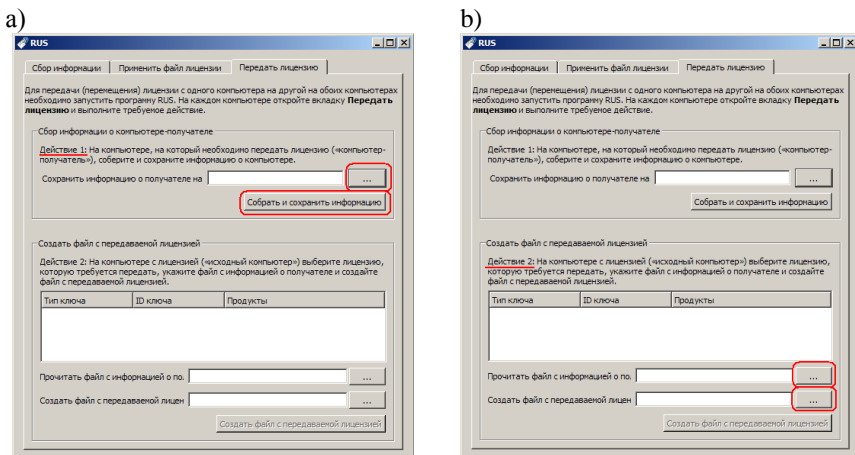 a)
RUS
Сбор информации
Применить файл лицензии
Передать лицензию
Для передачи (перемещения) лицензии с одного компьютера на другой на обоих компьютерах
необходимо запустить программу RUS. На каждом компьютере откройте вкладку Передать
лицензию и выполните требуемое действие.
Сбор информации о компьютере-получателе
Действие 1: На компьютере, на который необходимо передать лицензию («компьютер-
получатель»), соберите и сохраните информацию о компьютере.
Сохранить информацию о получателе на
...
Собрать и сохранить информацию
Создать файл с передаваемой лицензией
Действие 2: На компьютере с лицензией («исходный компьютер») выберите лицензию,
которую требуется передать, укажите файл с информацией о получателе и создайте
файл с передаваемой лицензией.
Тип ключа
ID ключа
Продукты
Прочитать файл с информацией о по.
...
Создать файл с передаваемой лицен
...
Создать файл с передаваемой лицензией
b)
RUS
Сбор информации
Применить файл лицензии
Передать лицензию
Для передачи (перемещения) лицензии с одного компьютера на другой на обоих компьютерах
необходимо запустить программу RUS. На каждом компьютере откройте вкладку Передать
лицензию и выполните требуемое действие.
Сбор информации о компьютере-получателе
Действие 1: На компьютере, на который необходимо передать лицензию («компьютер-
получатель»), соберите и сохраните информацию о компьютере.
Сохранить информацию о получателе на
...
Собрать и сохранить информацию
Создать файл с передаваемой лицензией
Действие 2: На компьютере с лицензией («исходный компьютер») выберите лицензию,
которую требуется передать, укажите файл с информацией о получателе и создайте
файл с передаваемой лицензией.
Тип ключа
ID ключа
Продукты
Прочитать файл с информацией о по.
...
Создать файл с передаваемой лицен
...
Создать файл с передаваемой лицензией